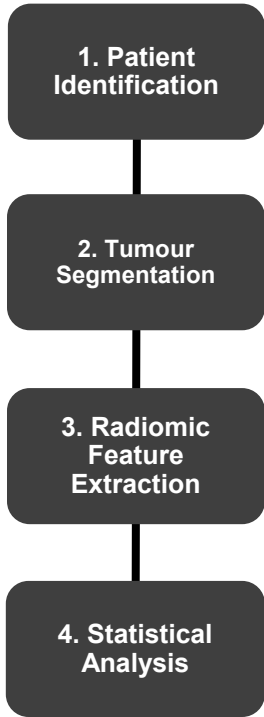 1. Patient
Identification
2. Tumour
Segmentation
3. Radiomic
Feature
Extraction
4. Statistical
Analysis